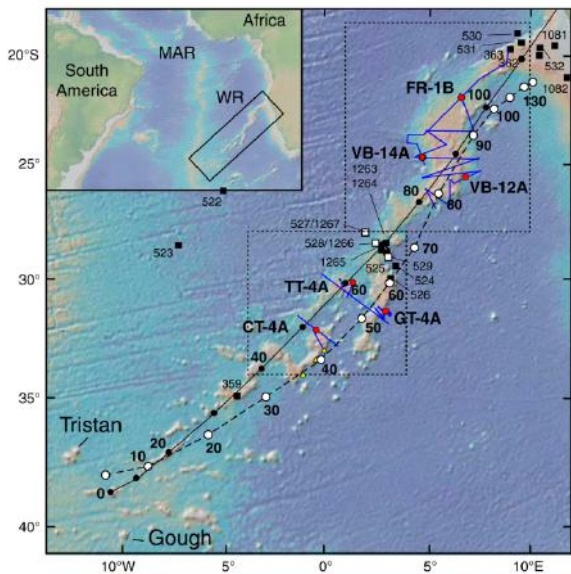 Africa
MAR
South
America
WR
20°S
25°
30°
35°
40°
10°W
5°
0°
5°
10°E
530
1081
531
363
362
532
1082
FR-1B
100
130
100
VB-14A
90
1263
VB-12A
1264
80
80
522
527/1267
528/1266
70
523
1265
529
525
524
TT-4A
60
60
526
GT-4A
50
CT-4A
40
40
359
30
Tristan
20
20
10
0
Gough